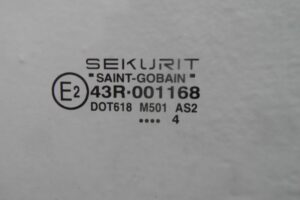 SEKURIT
"SAINT-GOBAIN"
E2 43R·001168
DOT618 M501 AS2
•••• 4